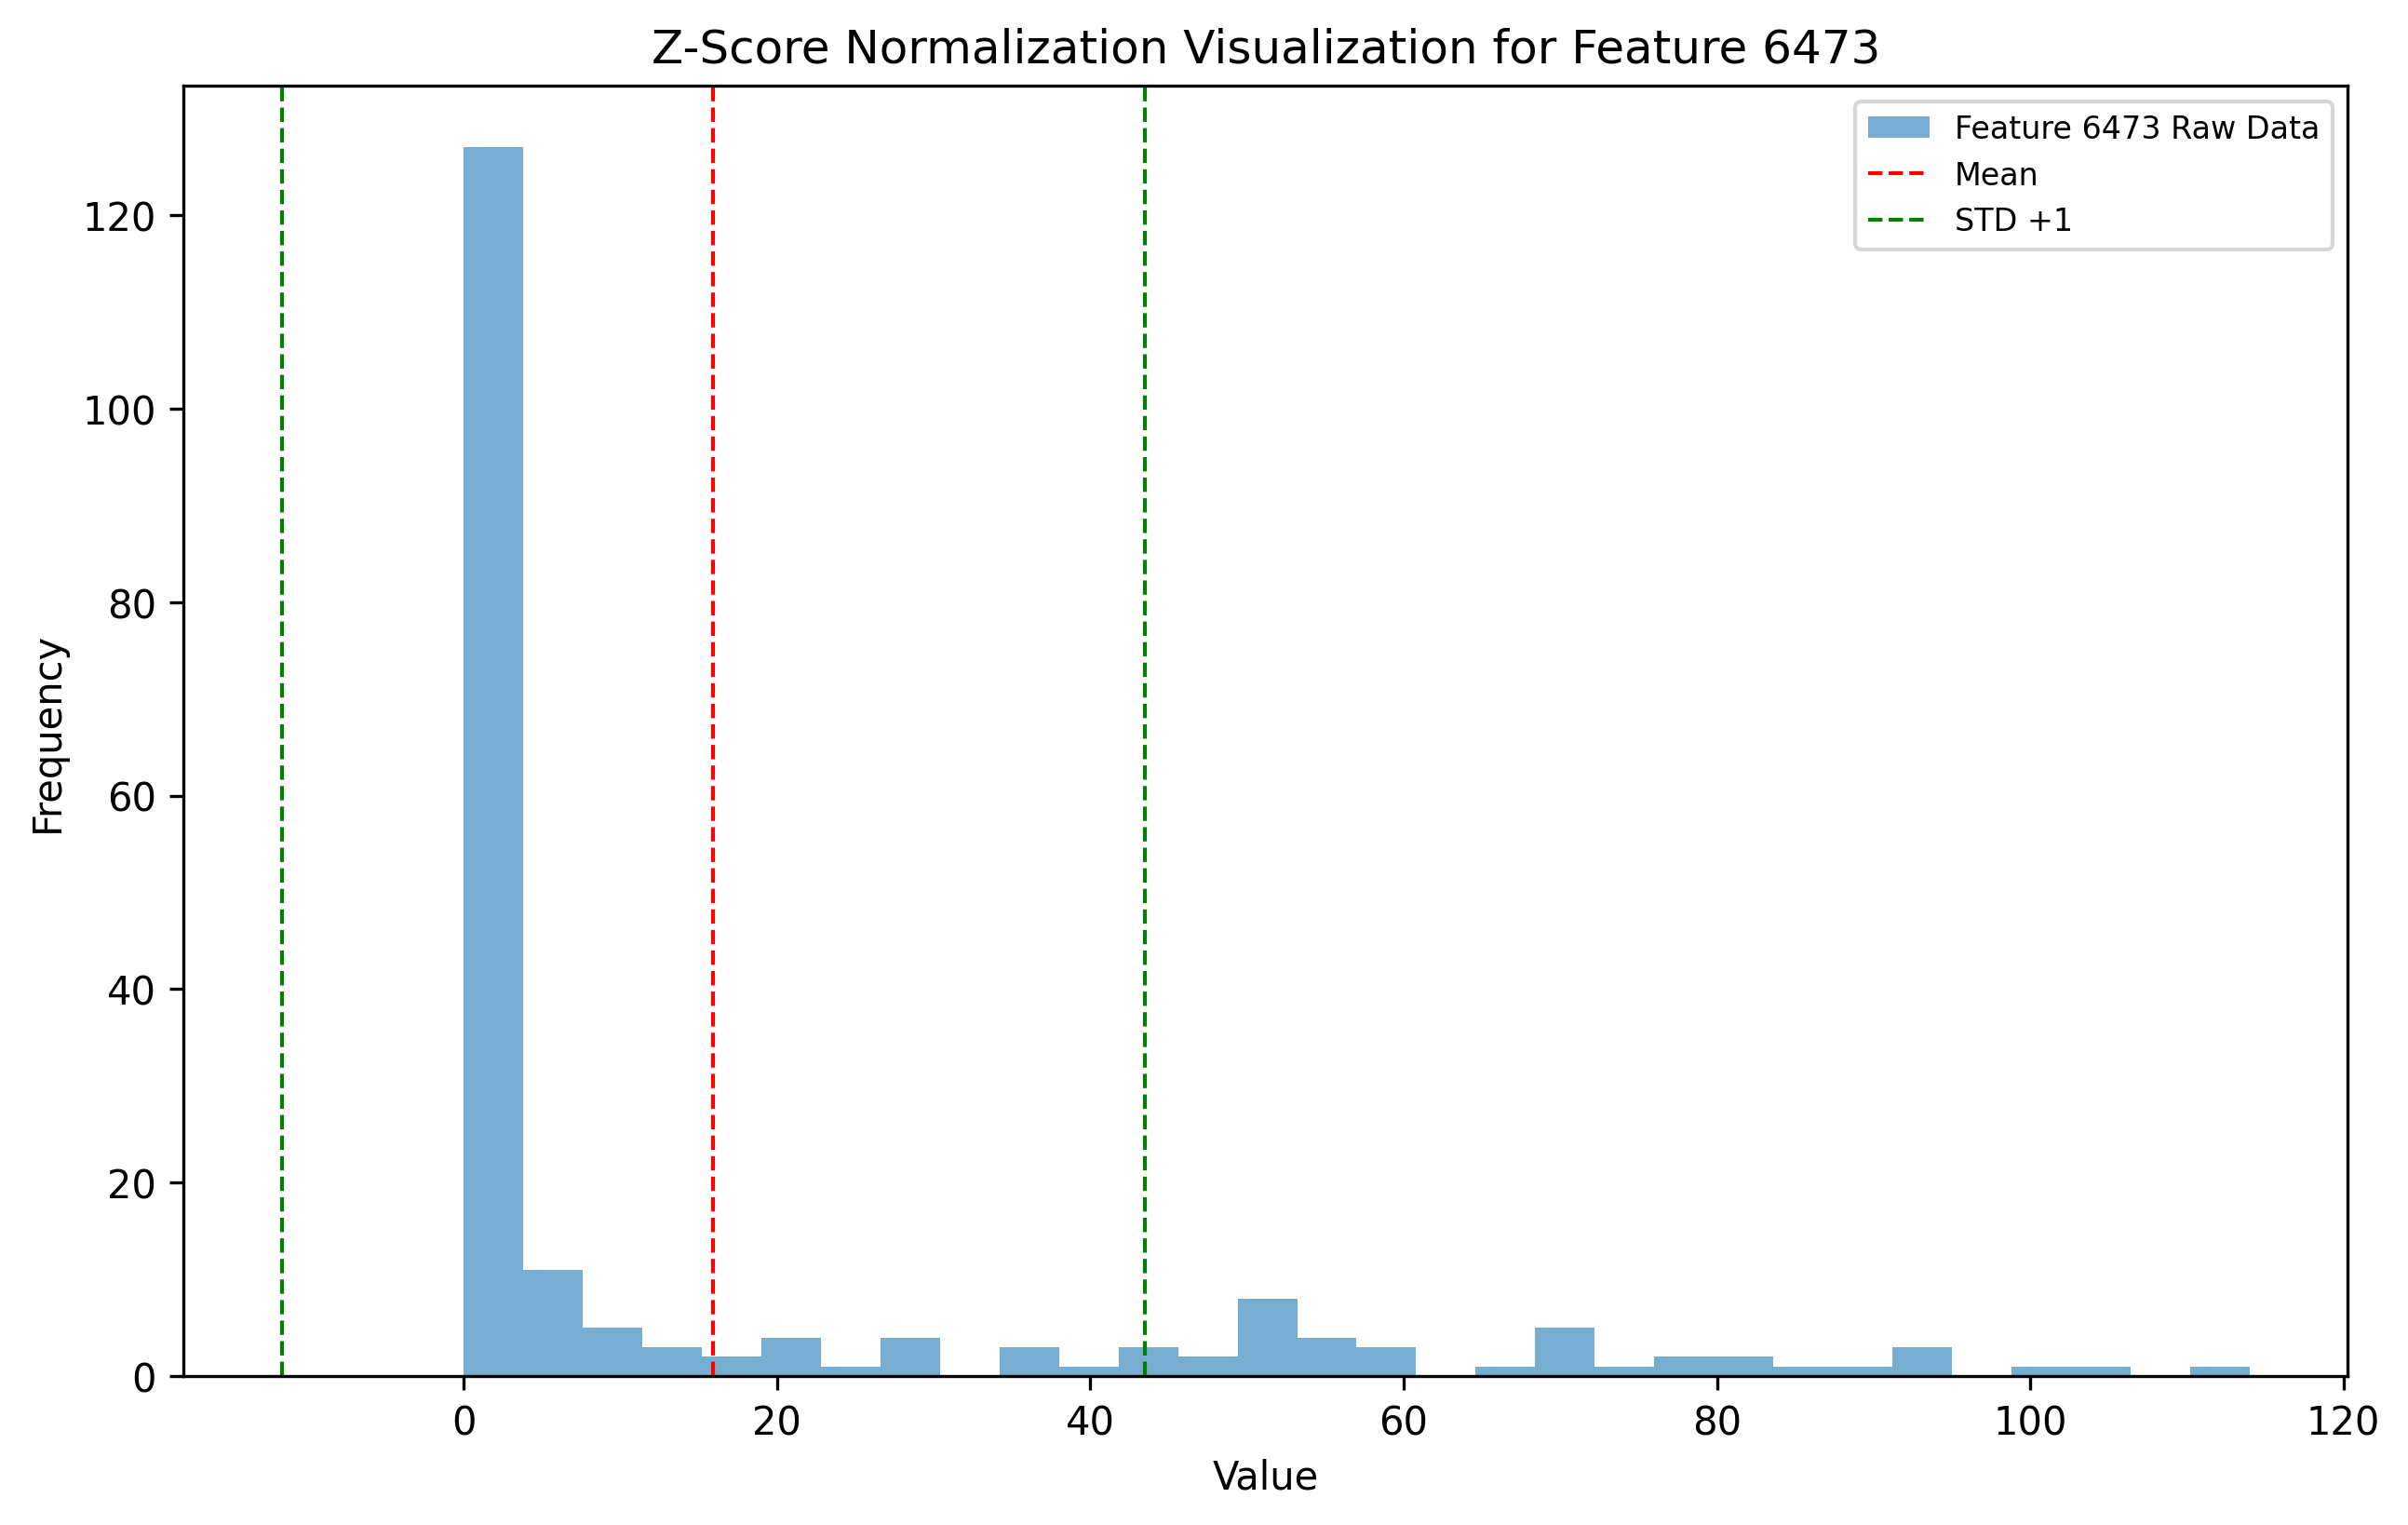 Z-Score Normalization Visualization for Feature 6473
Feature 6473 Raw Data
Mean
STD +1
120
100
80
60
40
20
0
Frequency
0 20 40 60 80 100 120
Value